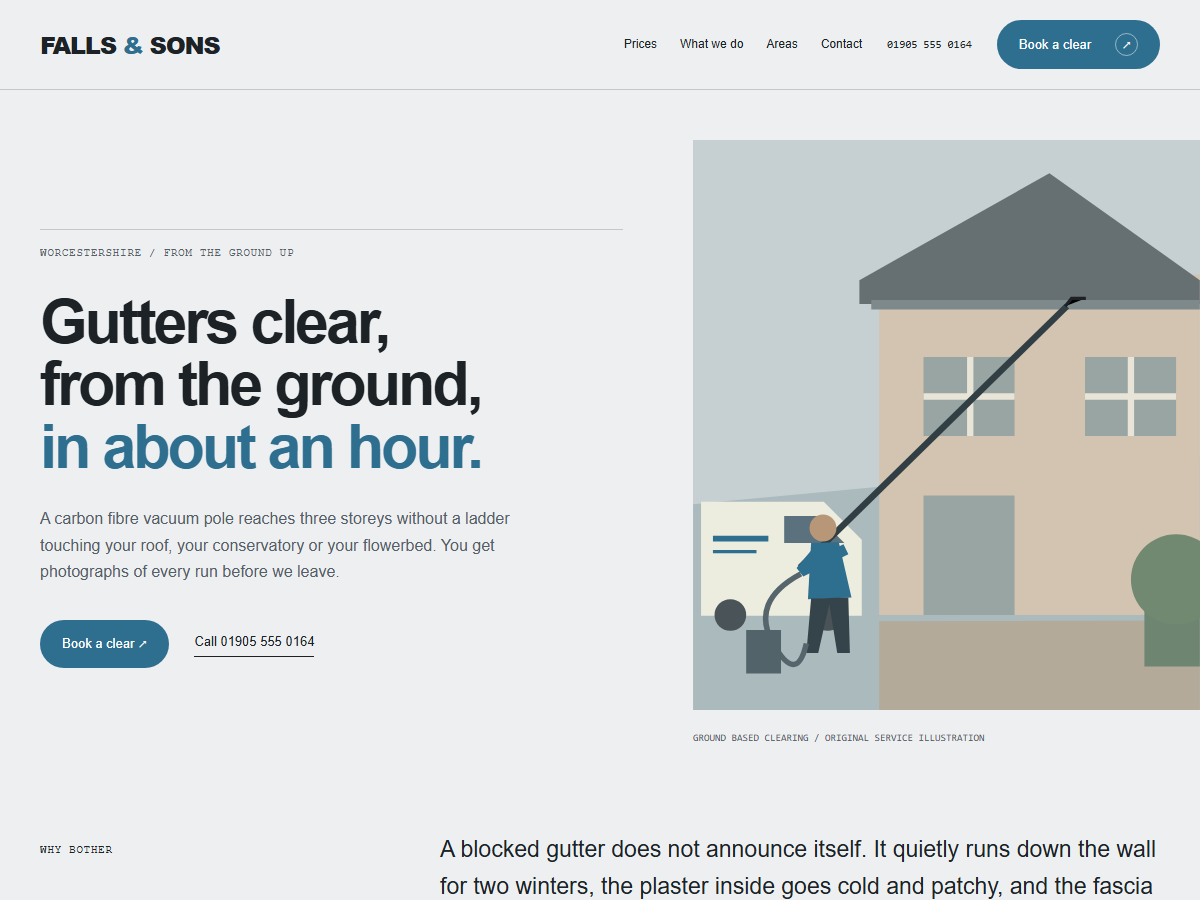 FALLS & SONS
Prices
What we do
Areas
Contact
01905 555 0164
Book a clear ↗
WORCESTERSHIRE / FROM THE GROUND UP
Gutters clear,
from the ground,
in about an hour.
A carbon fibre vacuum pole reaches three storeys without a ladder
touching your roof, your conservatory or your flowerbed. You get
photographs of every run before we leave.
Book a clear ↗
Call 01905 555 0164
GROUND BASED CLEARING / ORIGINAL SERVICE ILLUSTRATION
WHY BOTHER
A blocked gutter does not announce itself. It quietly runs down the wall
for two winters, the plaster inside goes cold and patchy, and the fascia